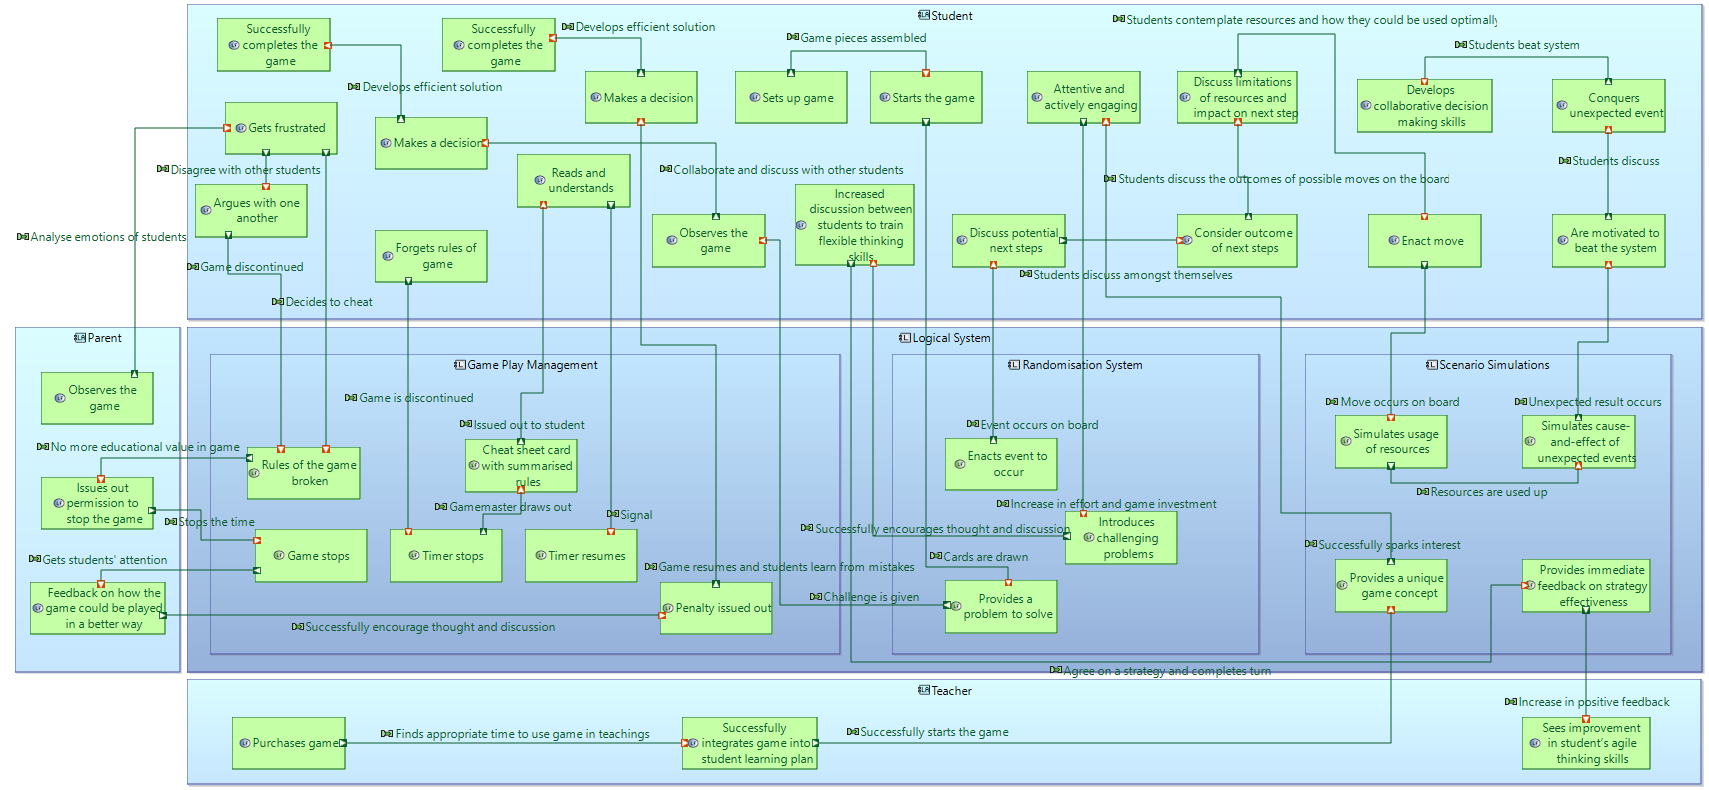 Student
Successfully
completes the
game
Successfully
completes the
game
Develops efficient solution
Game pieces assembled
Students contemplate resources and how they could be used optimally
Students beat system
Develops efficient solution
Makes a decision
Sets up game
Starts the game
Attentive and
actively engaging
Discuss limitations
of resources and
impact on next step
Develops
collaborative decision
making skills
Conquers
unexpected event
Gets frustrated
Makes a decision
Disagree with other students
Reads and
understands
Collaborate and discuss with other students
Students discuss the outcomes of possible moves on the board
Students discuss
Argues with one
another
Increased
discussion between
students to train
flexible thinking
skills
Analyse emotions of students
Forgets rules of
game
Observes the
game
Discuss potential
next steps
Consider outcome
of next steps
Enact move
Are motivated to
beat the system
Game discontinued
Students discuss amongst themselves
Decides to cheat
Parent
Logical System
Game Play Management
Randomisation System
Scenario Simulations
Observes the
game
Game is discontinued
Move occurs on board
Unexpected result occurs
Issued out to student
Event occurs on board
No more educational value in game
Rules of the game
broken
Cheat sheet card
with summarised
rules
Enacts event to
occur
Simulates usage
of resources
Simulates cause-
and-effect of
unexpected events
Issues out
permission to
stop the game
Resources are used up
Gamemaster draws out
Increase in effort and game investment
Stops the time
Signal
Successfully encourages thought and discussion
Introduces
challenging
problems
Game stops
Timer stops
Timer resumes
Successfully sparks interest
Gets students' attention
Cards are drawn
Game resumes and students learn from mistakes
Feedback on how the
game could be played
in a better way
Penalty issued out
Challenge is given
Provides a
problem to solve
Provides a unique
game concept
Provides immediate
feedback on strategy
effectiveness
Successfully encourage thought and discussion
Agree on a strategy and completes turn
Teacher
Increase in positive feedback
Purchases game
Finds appropriate time to use game in teachings
Successfully
integrates game into
student learning plan
Successfully starts the game
Sees improvement
in student's agile
thinking skills